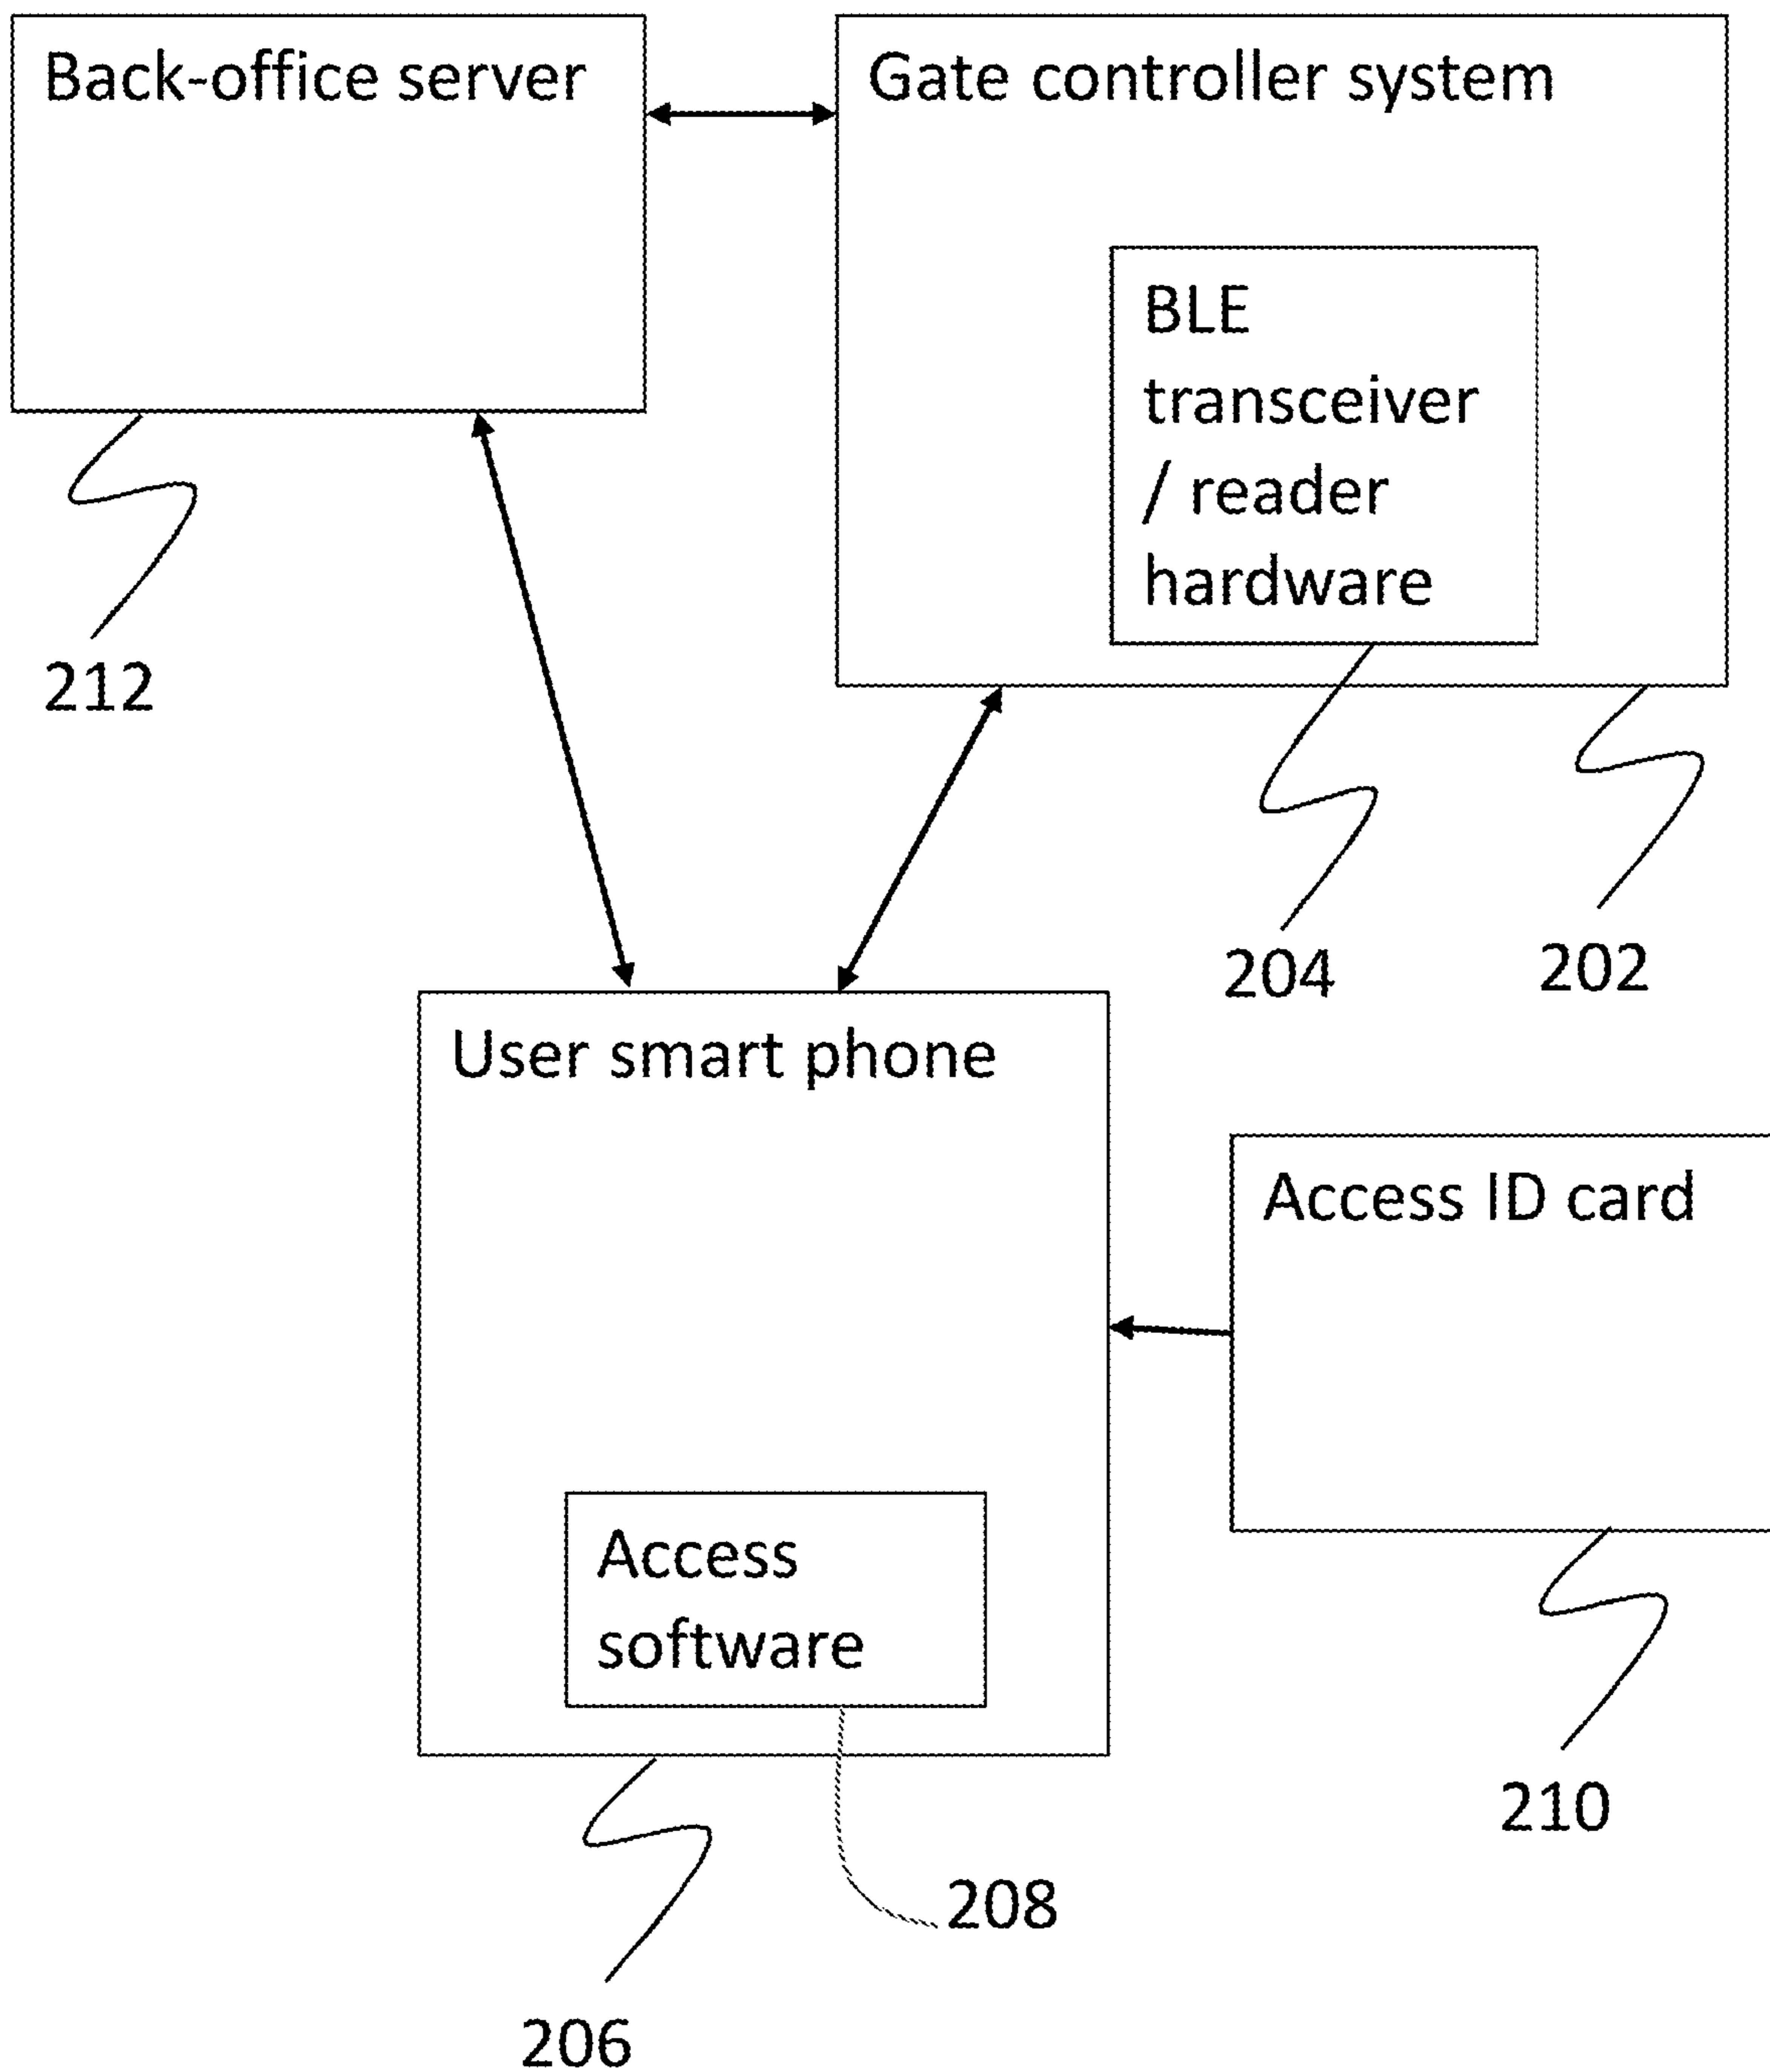 Back-office server
Gate controller system
BLE
transceiver
/ reader
hardware
212
204
202
User smart phone
Access ID card
Access
software
210
208
206